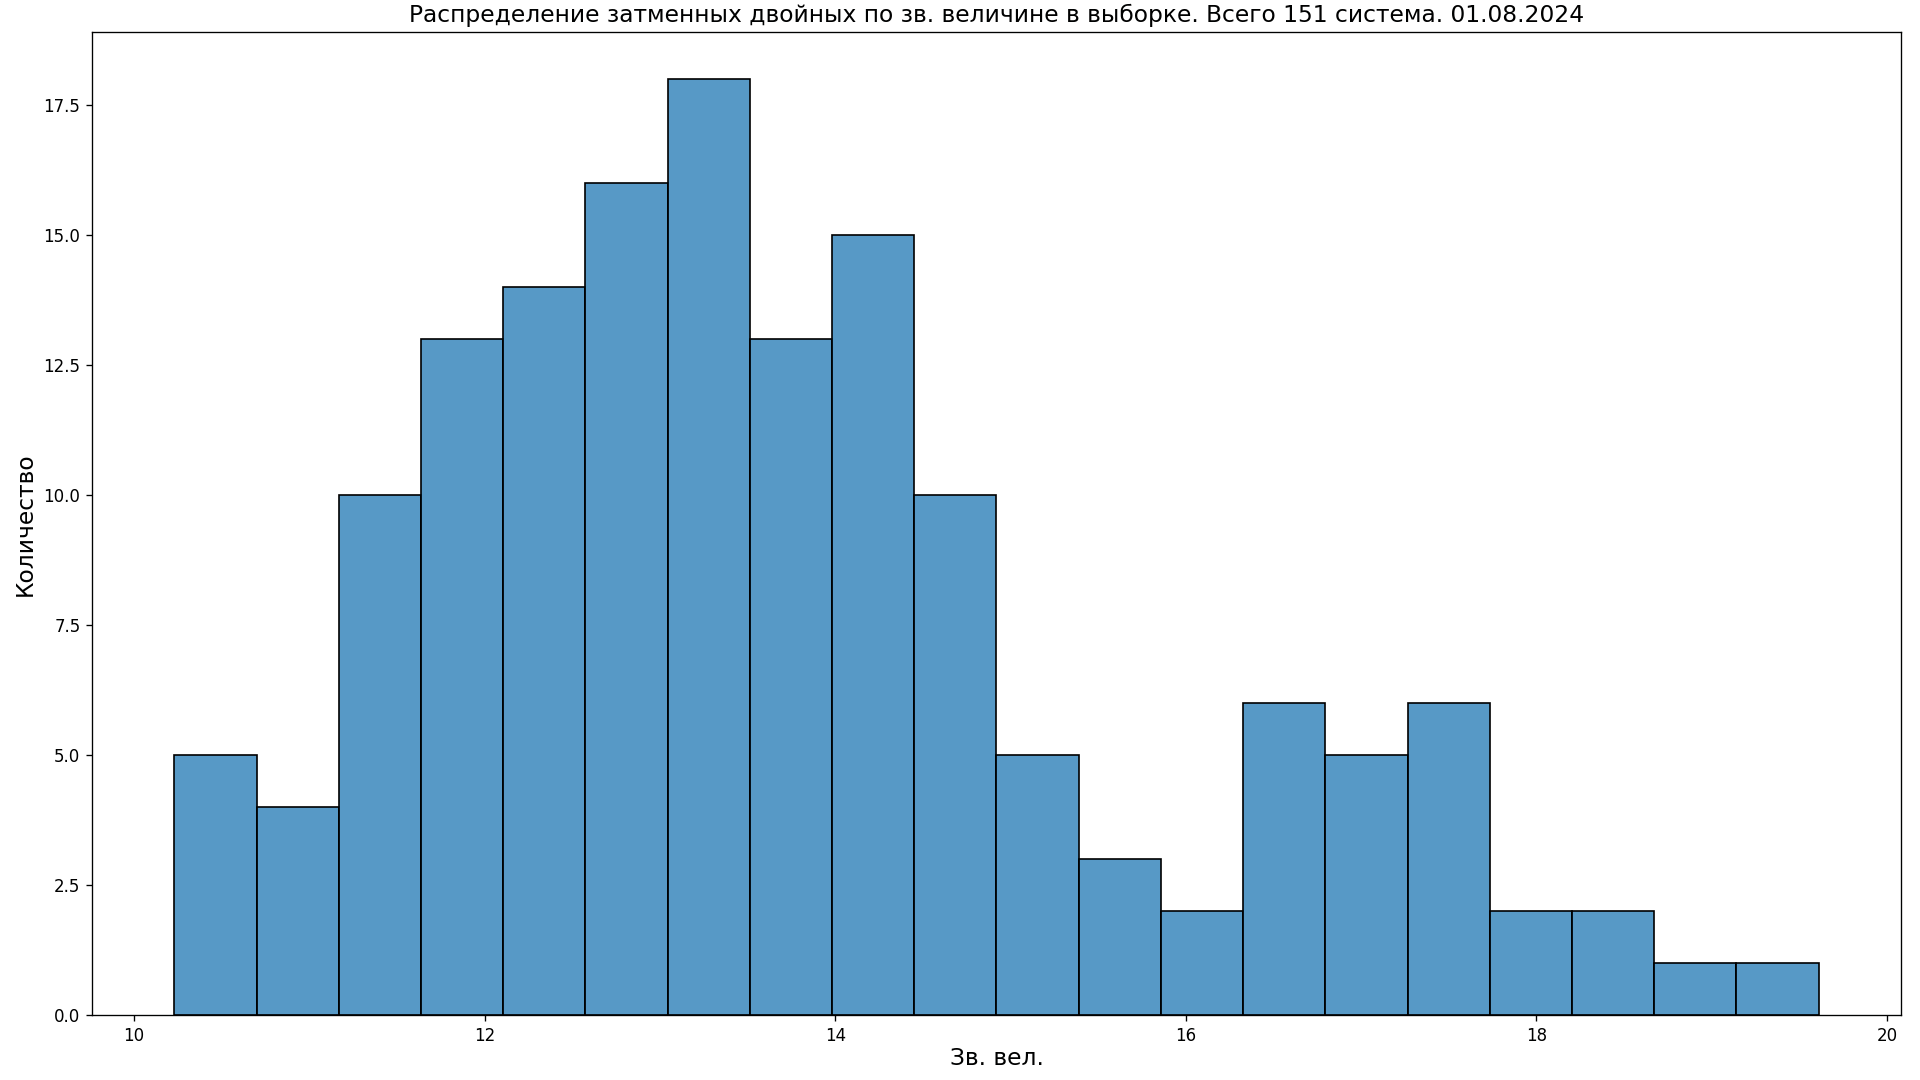 Распределение затменных двойных по зв. величине в выборке. Всего 151 система. 01.08.2024
Количество
17.5
15.0
12.5
10.0
7.5
5.0
2.5
0.0
10 12 14 16 18 20
Зв. вел.